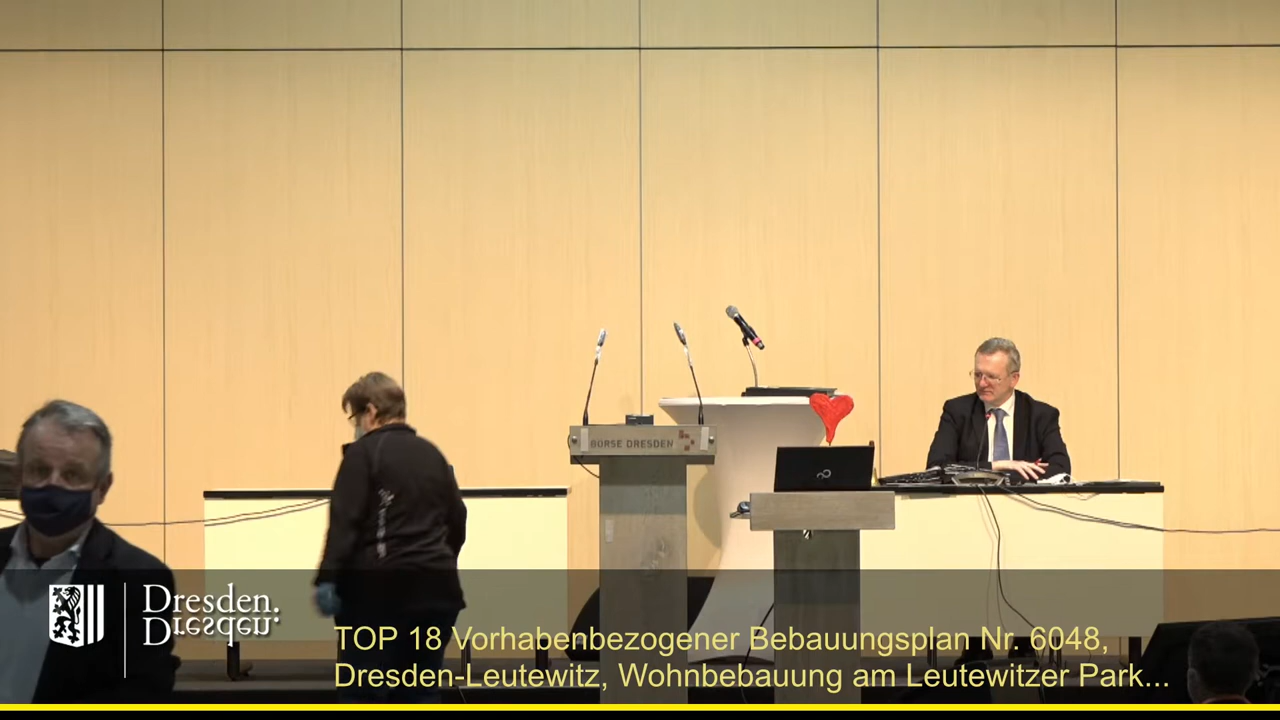 BÖRSE DRESDEN
Dresden.
Dresden.
TOP 18 Vorhabenbezogener Bebauungsplan Nr. 6048,
Dresden-Leutewitz, Wohnbebauung am Leutewitzer Park...